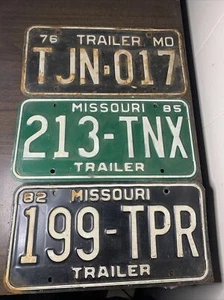 76 TRAILER MO
TJN-017
MISSOURI 85
213-TNX
TRAILER
82 MISSOURI
199-TPR
TRAILER